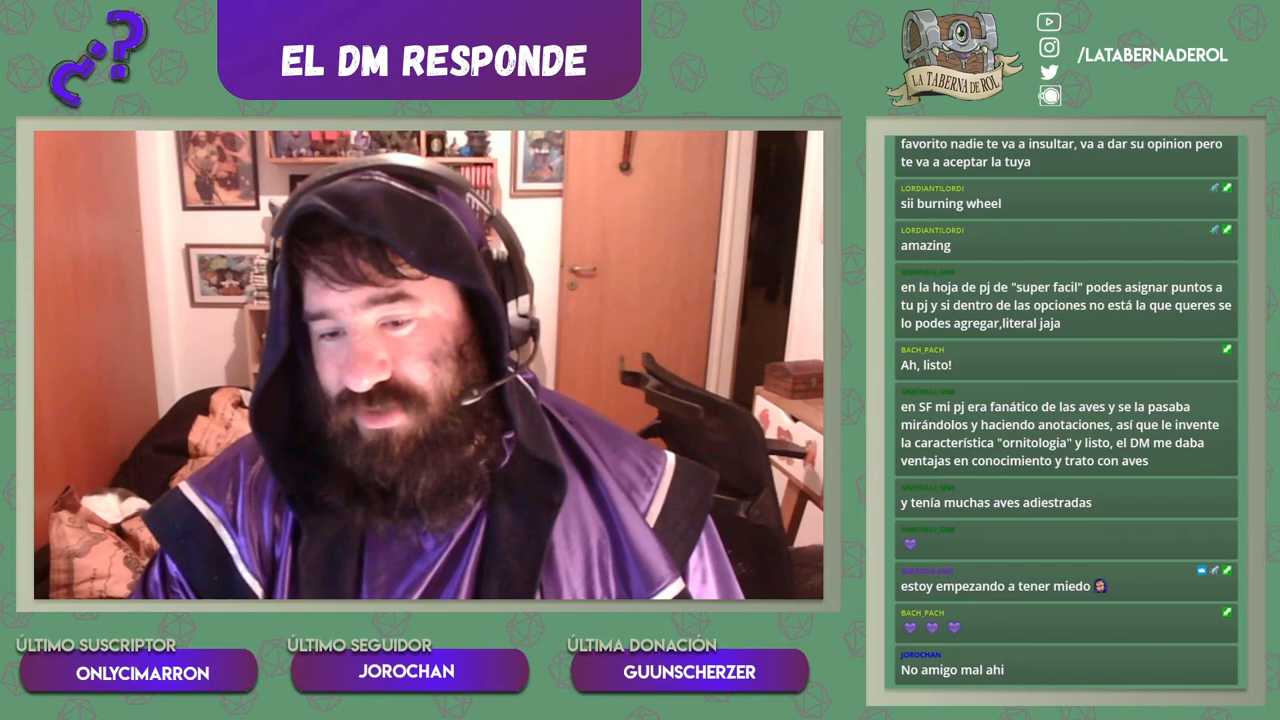 EL DM RESPONDE
LA TABERNA DE ROL
/LATABERNADEROL
favorito nadie te va a insultar, va a dar su opinion pero
te va a aceptar la tuya
LORDIANTILORDI
sii burning wheel
LORDIANTILORDI
amazing
en la hoja de pj de "super facil" podes asignar puntos a
tu pj y si dentro de las opciones no está la que queres se
lo podes agregar,literal jaja
BACH_PACH
Ah, listo!
en SF mi pj era fanático de las aves y se la pasaba
mirándolos y haciendo anotaciones, así que le invente
la característica "ornitologia" y listo, el DM me daba
ventajas en conocimiento y trato con aves
y tenía muchas aves adiestradas
estoy empezando a tener miedo
BACH_PACH
JOROCHAN
No amigo mal ahi
ÚLTIMO SUSCRIPTOR
ONLYCIMARRON
ÚLTIMO SEGUIDOR
JOROCHAN
ÚLTIMA DONACIÓN
GUUNSCHERZER